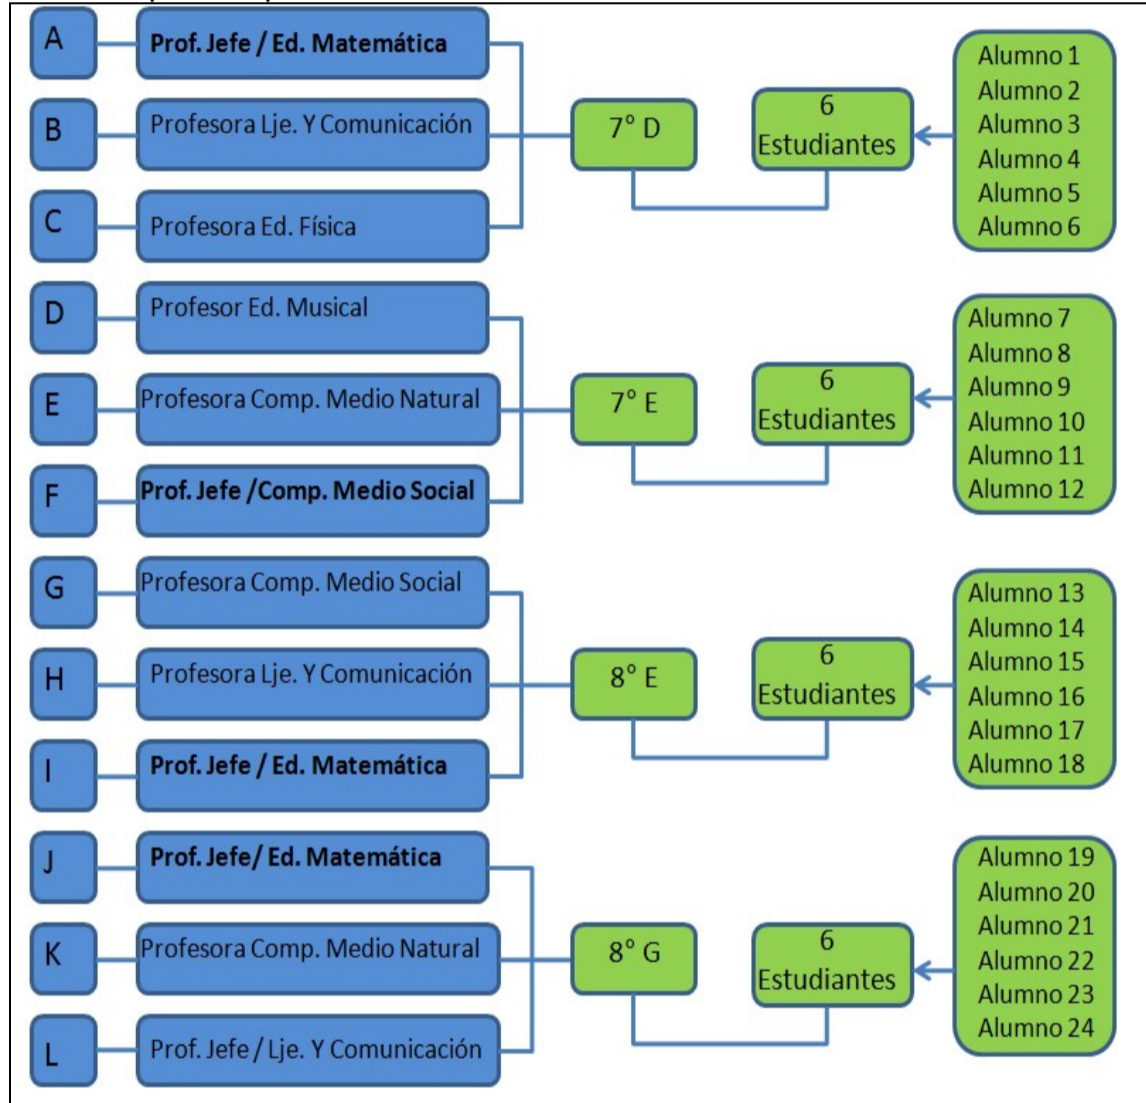 A
Prof. Jefe / Ed. Matemática
B
Profesora Lje. Y Comunicación
C
Profesora Ed. Física
7° D
6
Estudiantes
Alumno 1
Alumno 2
Alumno 3
Alumno 4
Alumno 5
Alumno 6
D
Profesor Ed. Musical
E
Profesora Comp. Medio Natural
F
Prof. Jefe /Comp. Medio Social
7° E
6
Estudiantes
Alumno 7
Alumno 8
Alumno 9
Alumno 10
Alumno 11
Alumno 12
G
Profesora Comp. Medio Social
H
Profesora Lje. Y Comunicación
I
Prof. Jefe / Ed. Matemática
8° E
6
Estudiantes
Alumno 13
Alumno 14
Alumno 15
Alumno 16
Alumno 17
Alumno 18
J
Prof. Jefe/ Ed. Matemática
K
Profesora Comp. Medio Natural
L
Prof. Jefe / Lje. Y Comunicación
8° G
6
Estudiantes
Alumno 19
Alumno 20
Alumno 21
Alumno 22
Alumno 23
Alumno 24